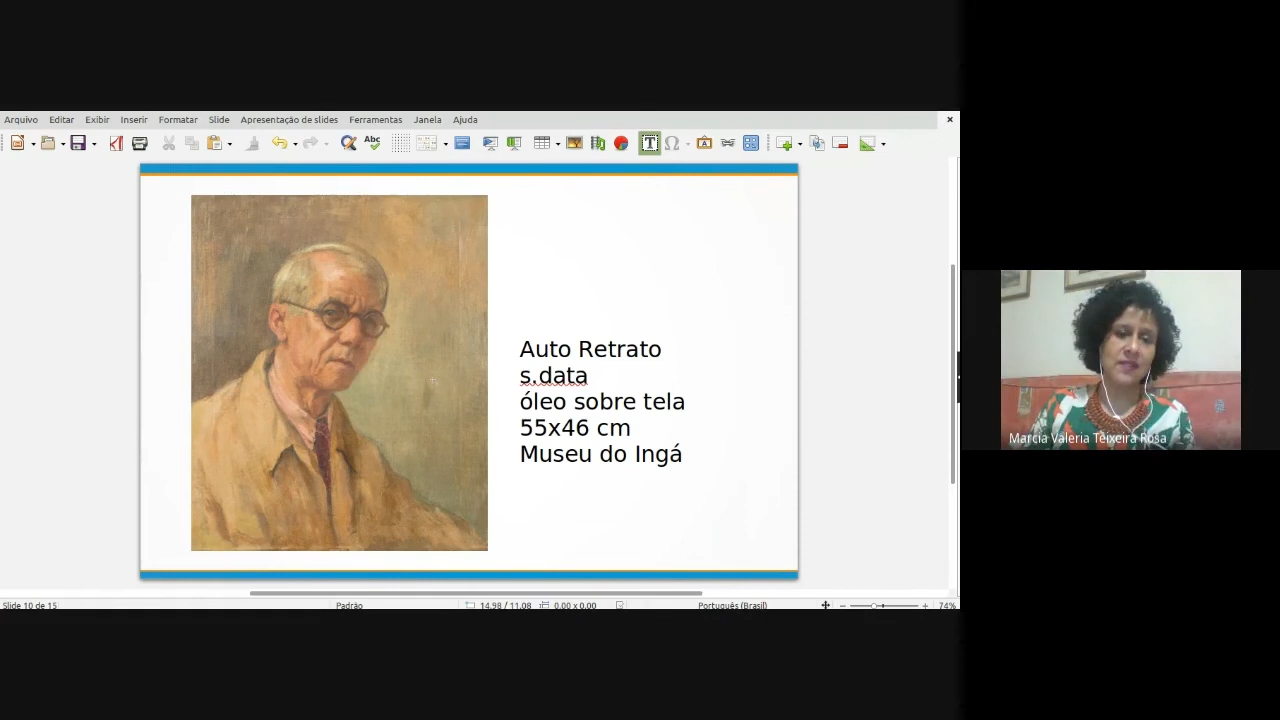 Arquivo Editar Exibir Inserir Formatar Slide Apresentação de slides Ferramentas Janela Ajuda
Abc
Auto Retrato
s.data
óleo sobre tela
55x46 cm
Museu do Ingá
Marcia Valeria Teixeira Rosa
Slide 10 de 15 Padrão 14.98 / 11.08 0.00 x 0.00 Português (Brasil) 74%